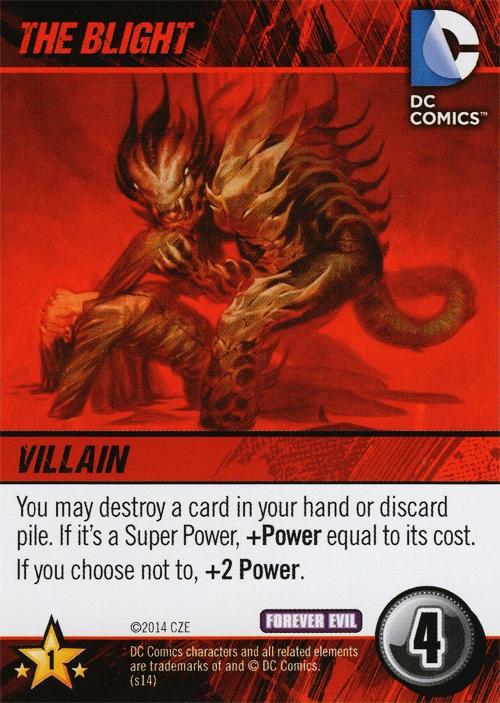 THE BLIGHT
DC
DC
COMICS™
VILLAIN
You may destroy a card in your hand or discard
pile. If it's a Super Power, +Power equal to its cost.
If you choose not to, +2 Power.
©2014 CZE
FOREVER EVIL
1
DC Comics characters and all related elements
are trademarks of and © DC Comics.
(s14)
4